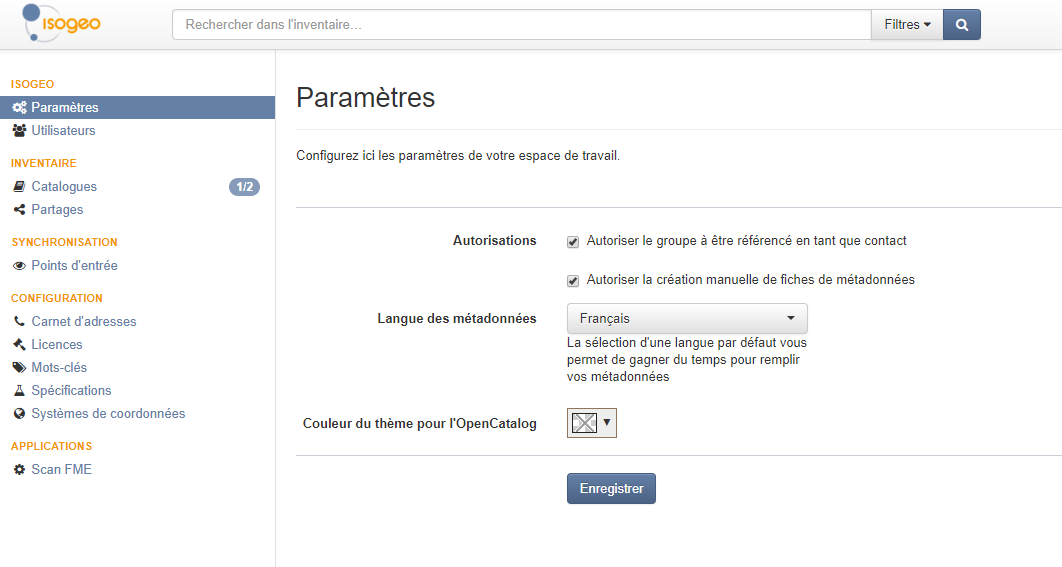 isogeo
Rechercher dans l'inventaire...
Filtres
ISOGEO
Paramètres
Utilisateurs
INVENTAIRE
Catalogues
1/2
Partages
SYNCHRONISATION
Points d'entrée
CONFIGURATION
Carnet d'adresses
Licences
Mots-clés
Spécifications
Systèmes de coordonnées
APPLICATIONS
Scan FME
Paramètres
Configurez ici les paramètres de votre espace de travail.
Autorisations
Autoriser le groupe à être référencé en tant que contact
Autoriser la création manuelle de fiches de métadonnées
Langue des métadonnées
Français
La sélection d'une langue par défaut vous
permet de gagner du temps pour remplir
vos métadonnées
Couleur du thème pour l'OpenCatalog
Enregistrer